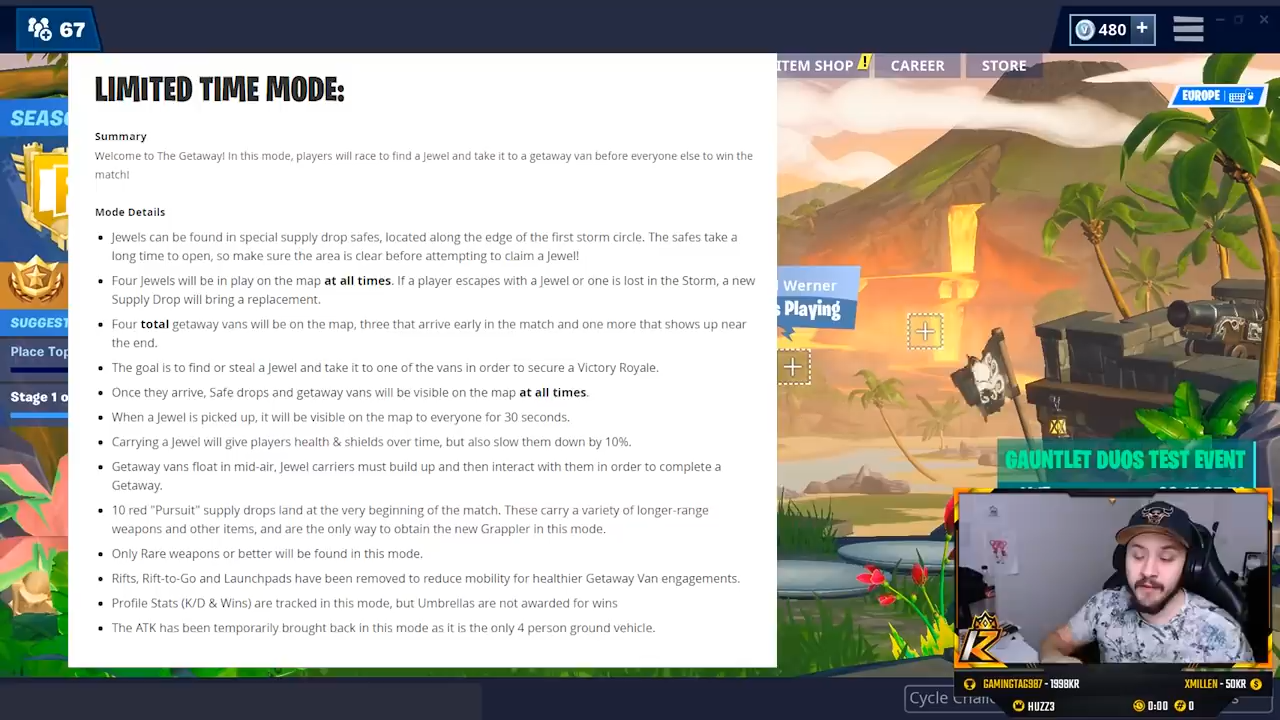 67
480
ITEM SHOP
CAREER
STORE
EUROPE
LIMITED TIME MODE:
Summary
Welcome to The Getaway! In this mode, players will race to find a Jewel and take it to a getaway van before everyone else to win the
match!
Mode Details
Jewels can be found in special supply drop safes, located along the edge of the first storm circle. The safes take a
long time to open, so make sure the area is clear before attempting to claim a Jewel!
Four Jewels will be in play on the map at all times. If a player escapes with a Jewel or one is lost in the Storm, a new
Supply Drop will bring a replacement.
Four total getaway vans will be on the map, three that arrive early in the match and one more that shows up near
the end.
The goal is to find or steal a Jewel and take it to one of the vans in order to secure a Victory Royale.
Once they arrive, Safe drops and getaway vans will be visible on the map at all times.
When a Jewel is picked up, it will be visible on the map to everyone for 30 seconds.
Carrying a Jewel will give players health & shields over time, but also slow them down by 10%.
Getaway vans float in mid-air, Jewel carriers must build up and then interact with them in order to complete a
Getaway.
10 red "Pursuit" supply drops land at the very beginning of the match. These carry a variety of longer-range
weapons and other items, and are the only way to obtain the new Grappler in this mode.
Only Rare weapons or better will be found in this mode.
Rifts, Rift-to-Go and Launchpads have been removed to reduce mobility for healthier Getaway Van engagements.
Profile Stats (K/D & Wins) are tracked in this mode, but Umbrellas are not awarded for wins
The ATK has been temporarily brought back in this mode as it is the only 4 person ground vehicle.
SEAS
SUGGEST
Place Top
Stage 1 o
Werner
s Playing
GAUNTLET DUOS TEST EVENT
GAMINGTAG987 - 1998KR
XMILLEN - 50KR
HUZZ3
0:00
0
Cycle Chall